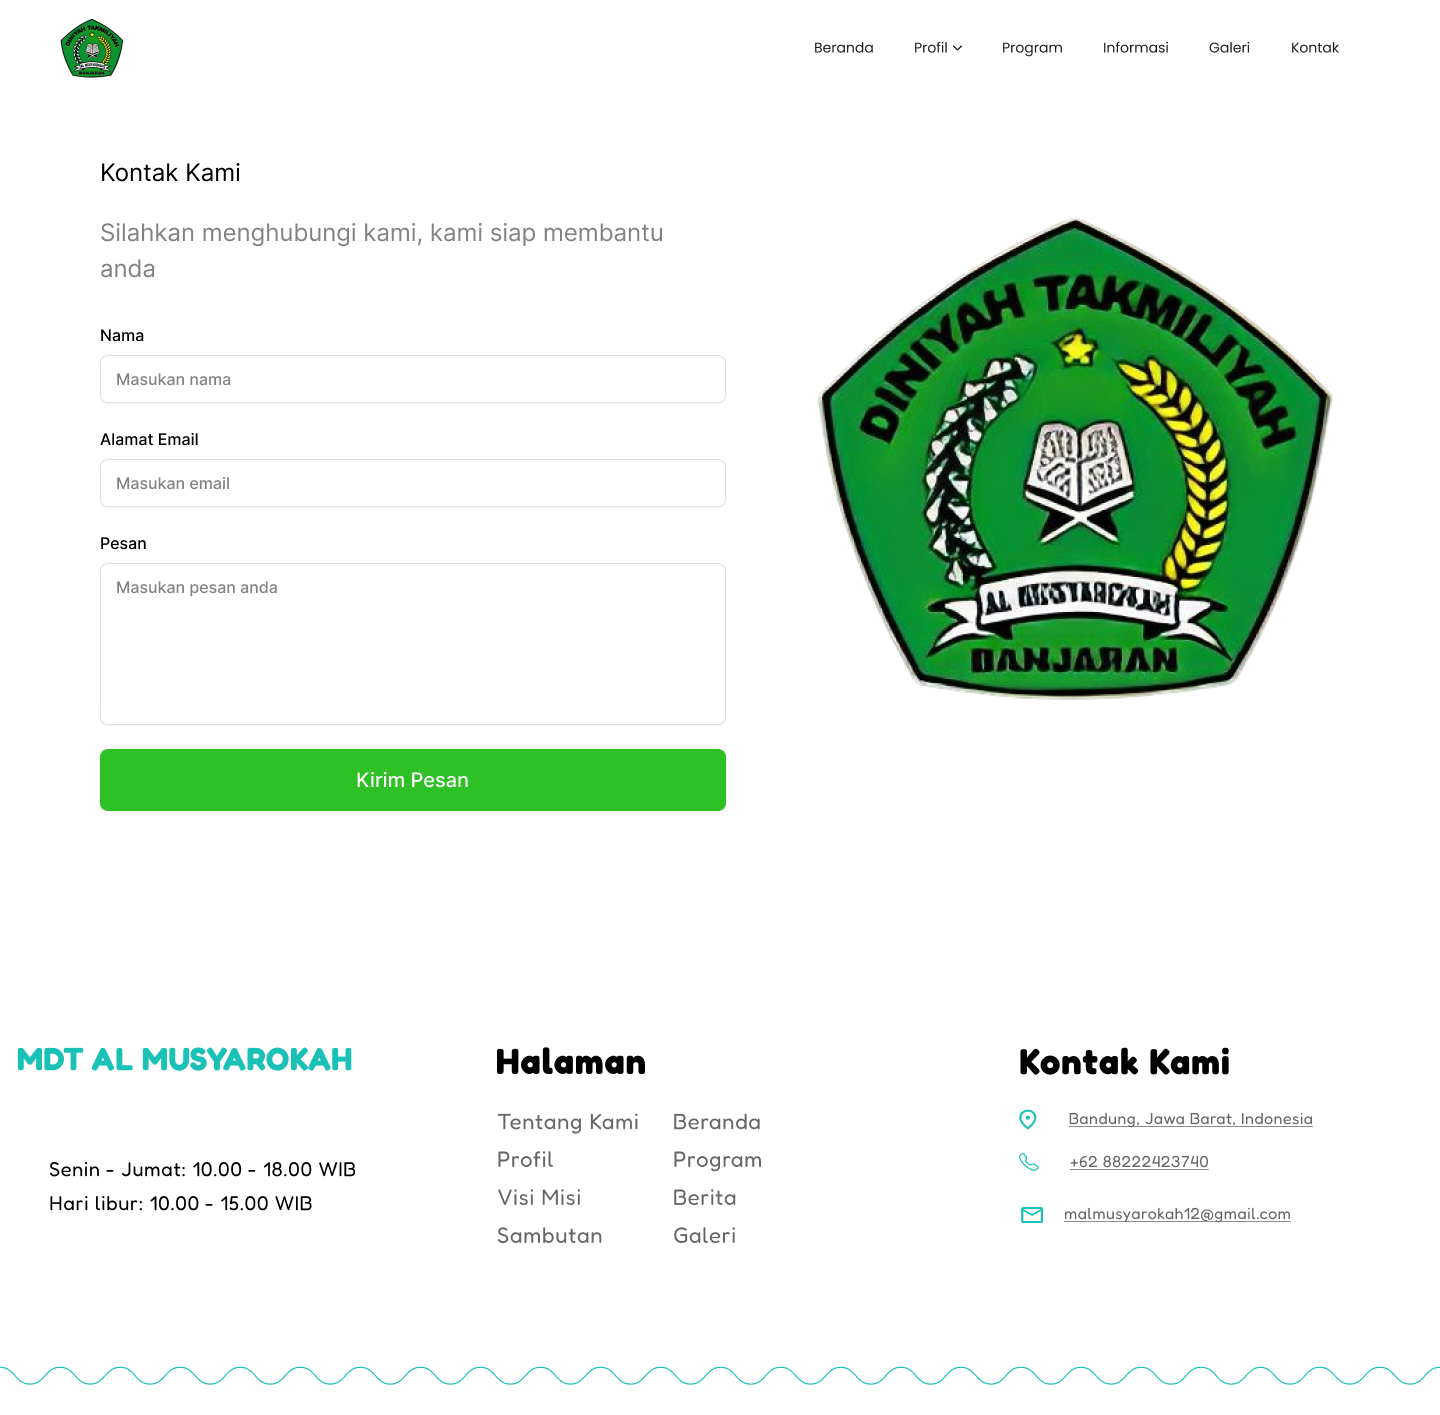 DINIYAH TAKMILIYAH
BANJARAN
Beranda
Profil
Program
Informasi
Galeri
Kontak
Kontak Kami
Silahkan menghubungi kami, kami siap membantu
anda
Nama
Masukan nama
Alamat Email
Masukan email
Pesan
Masukan pesan anda
Kirim Pesan
DINIYAH TAKMILIYAH
AL
BANJARAN
MDT AL MUSYAROKAH
Senin - Jumat: 10.00 - 18.00 WIB
Hari libur: 10.00 - 15.00 WIB
Halaman
Tentang Kami
Profil
Visi Misi
Sambutan
Beranda
Program
Berita
Galeri
Kontak Kami
Bandung, Jawa Barat, Indonesia
+62 88222423740
malmusyarokah12@gmail.com